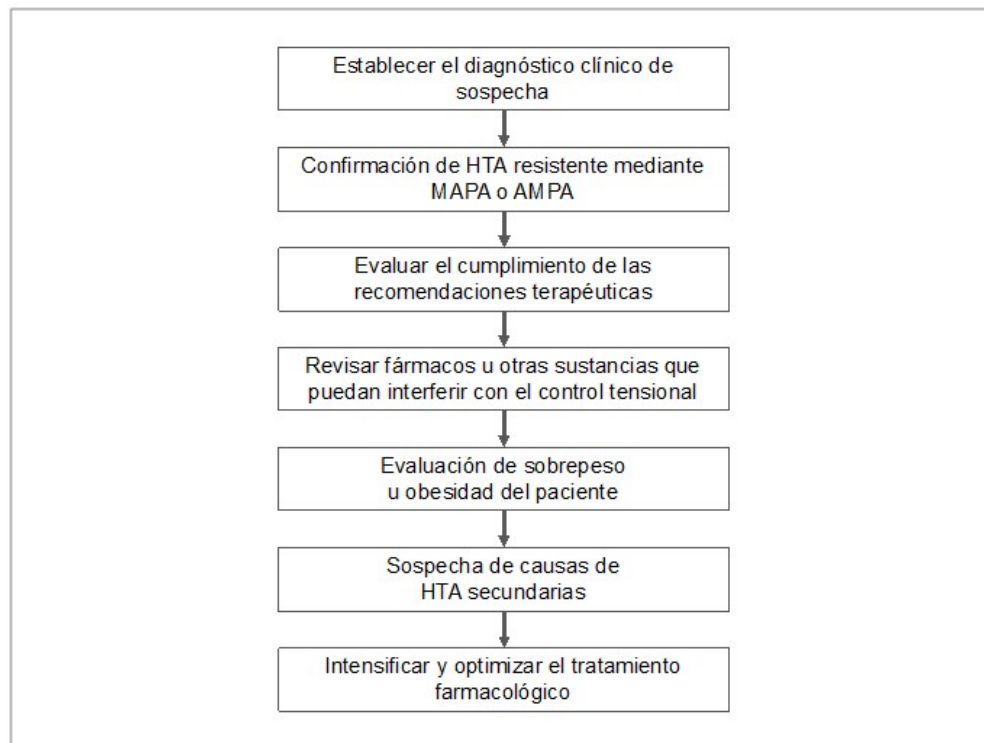 Establecer el diagnóstico clínico de
sospecha
Confirmación de HTA resistente mediante
MAPA o AMPA
Evaluar el cumplimiento de las
recomendaciones terapéuticas
Revisar fármacos u otras sustancias que
puedan interferir con el control tensional
Evaluación de sobrepeso
u obesidad del paciente
Sospecha de causas de
HTA secundarias
Intensificar y optimizar el tratamiento
farmacológico